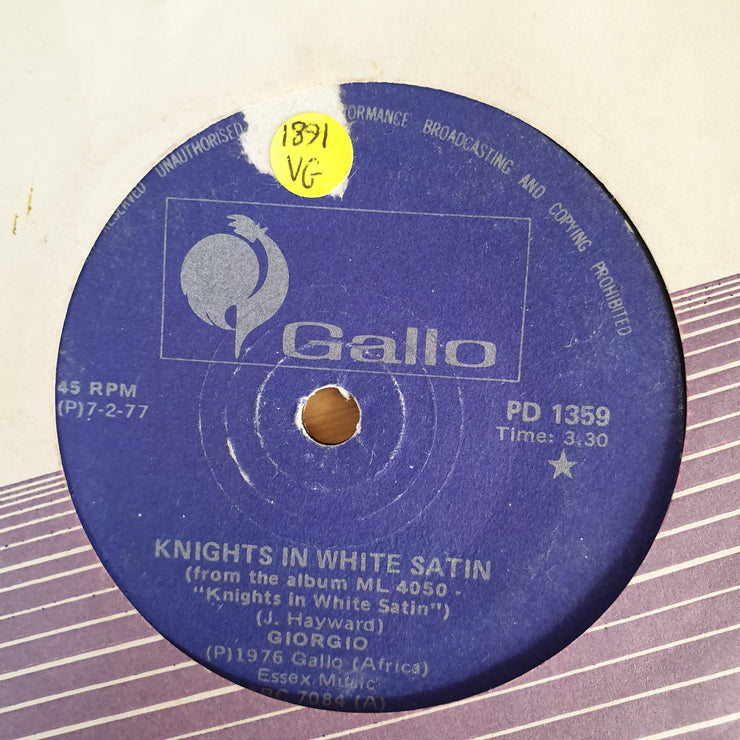 UNAUTHORISED
BROADCASTING AND COPYING PROHIBITED
1891
VG
Gallo
45 RPM
(P)7-2-77
PD 1359
Time: 3.30
KNIGHTS IN WHITE SATIN
(from the album ML 4050 -
"Knights in White Satin")
(J. Hayward)
GIORGIO
(P)1976 Gallo (Africa)
Essex Music
7084 (A)